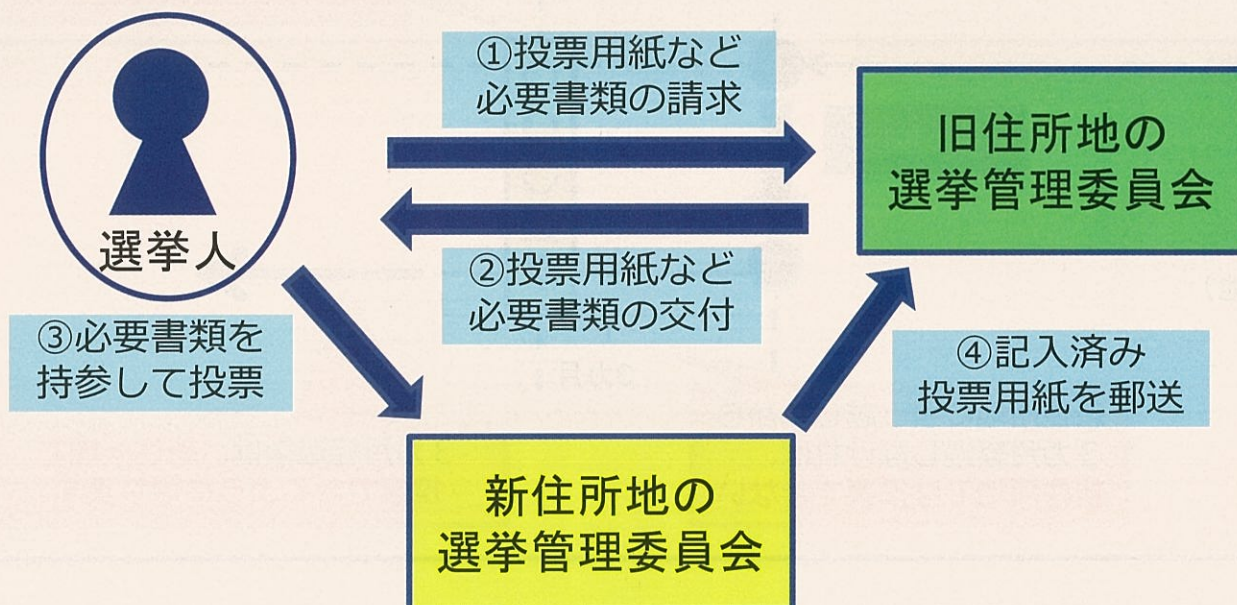 ①投票用紙など
必要書類の請求
旧住所地の
選挙管理委員会
選挙人
②投票用紙など
必要書類の交付
③必要書類を
持参して投票
④記入済み
投票用紙を郵送
新住所地の
選挙管理委員会